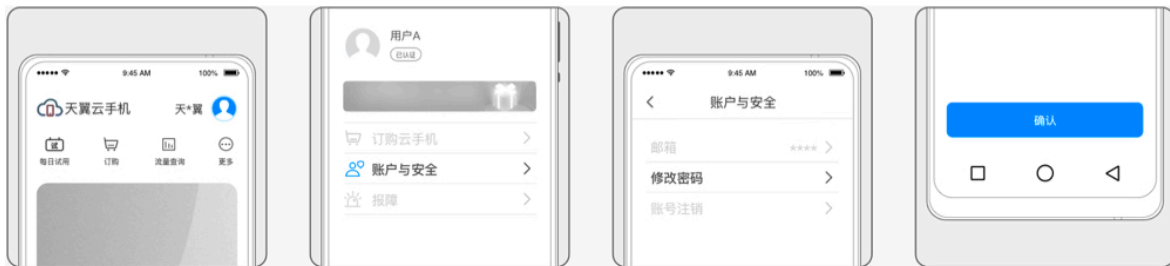 9:45 AM
100%
天翼云手机
天*翼
试
每日试用
订购
流量查询
更多
用户A
已认证
订购云手机
账户与安全
报障
9:45 AM
100%
账户与安全
邮箱
****
修改密码
账号注销
确认